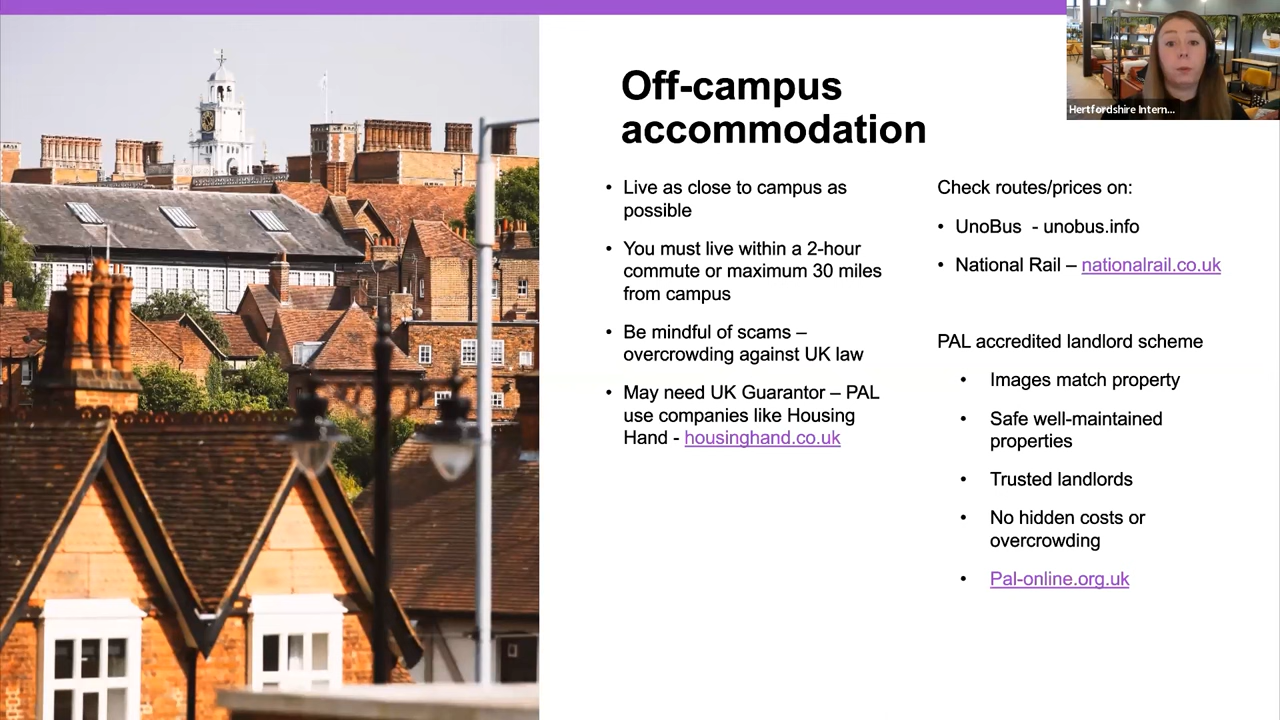 Off-campus
accommodation
• Live as close to campus as
possible
• You must live within a 2-hour
commute or maximum 30 miles
from campus
• Be mindful of scams –
overcrowding against UK law
• May need UK Guarantor – PAL
use companies like Housing
Hand - housinghand.co.uk
Check routes/prices on:
• UnoBus - unobus.info
• National Rail – nationalrail.co.uk
PAL accredited landlord scheme
• Images match property
• Safe well-maintained
properties
• Trusted landlords
• No hidden costs or
overcrowding
• Pal-online.org.uk
Hertfordshire Intern...